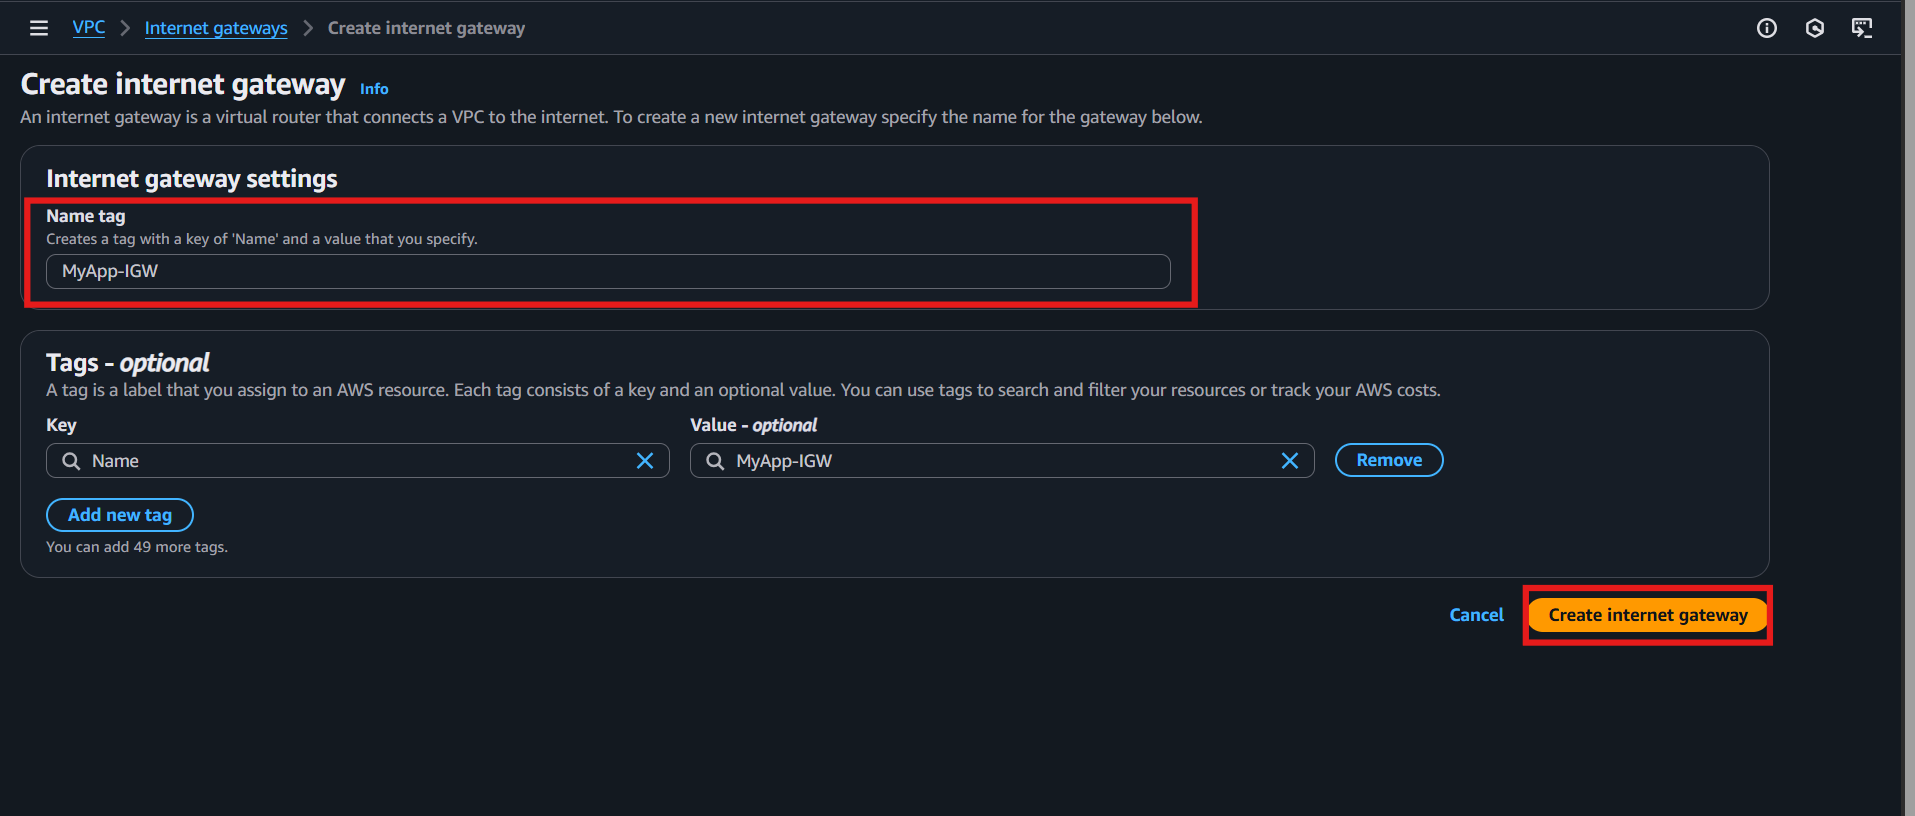 VPC > Internet gateways > Create internet gateway
Create internet gateway Info
An internet gateway is a virtual router that connects a VPC to the internet. To create a new internet gateway specify the name for the gateway below.
Internet gateway settings
Name tag
Creates a tag with a key of 'Name' and a value that you specify.
MyApp-IGW
Tags - optional
A tag is a label that you assign to an AWS resource. Each tag consists of a key and an optional value. You can use tags to search and filter your resources or track your AWS costs.
Key Value - optional
Name MyApp-IGW Remove
Add new tag
You can add 49 more tags.
Cancel Create internet gateway